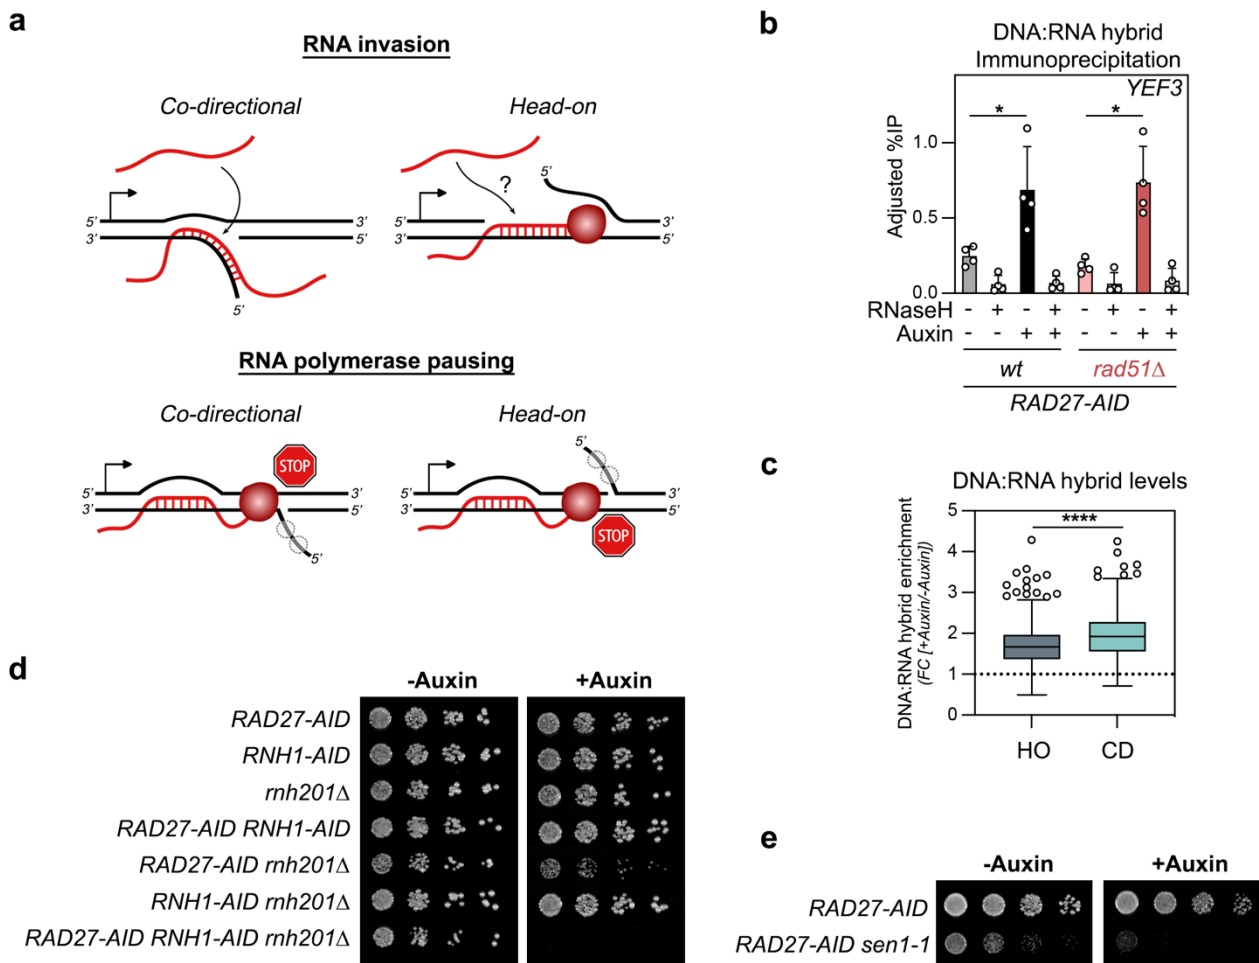 a
RNA invasion
Co-directional
Head-on
?
5'
5'
3'
5'
3'
3'
3'
5'
RNA polymerase pausing
Co-directional
Head-on
5'
STOP
5'
3'
5'
3'
3'
3'
STOP
5'
b
DNA:RNA hybrid
Immunoprecipitation
YEF3
* *
Adjusted %IP
1.0
0.5
0.0
RNaseH - + - + - + - +
Auxin - - + + - - + +
wt rad51Δ
RAD27-AID
c
DNA:RNA hybrid levels
DNA:RNA hybrid enrichment
(FC [+Auxin/-Auxin])
****
5
4
3
2
1
0
HO CD
d
-Auxin +Auxin
RAD27-AID
RNH1-AID
rnh201Δ
RAD27-AID RNH1-AID
RAD27-AID rnh201Δ
RNH1-AID rnh201Δ
RAD27-AID RNH1-AID rnh201Δ
e
-Auxin +Auxin
RAD27-AID
RAD27-AID sen1-1